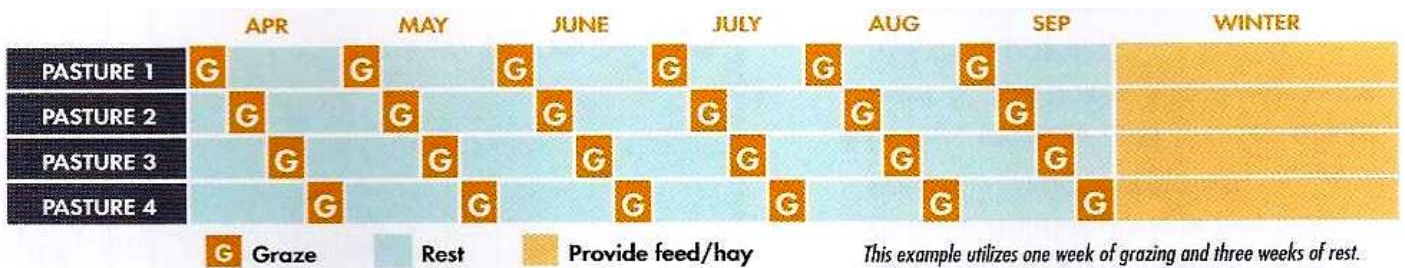 APR MAY JUNE JULY AUG SEP WINTER
PASTURE 1 G G G G G G
PASTURE 2 G G G G G G
PASTURE 3 G G G G G G
PASTURE 4 G G G G G G
G Graze Rest Provide feed/hay This example utilizes one week of grazing and three weeks of rest.